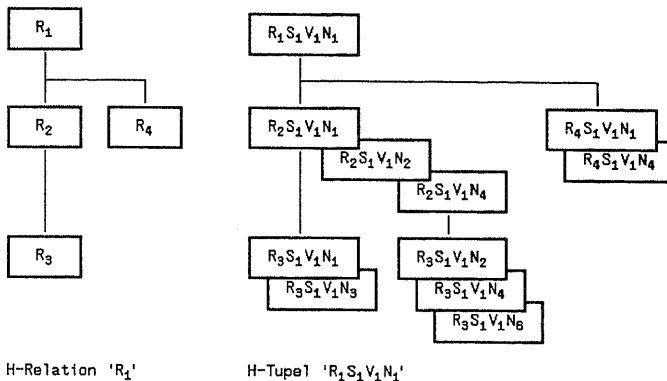 R₁ R₁S₁V₁N₁
R₂ R₄ R₂S₁V₁N₁ R₄S₁V₁N₁
R₂S₁V₁N₂ R₄S₁V₁N₄
R₂S₁V₁N₄
R₃ R₃S₁V₁N₁ R₃S₁V₁N₂
R₃S₁V₁N₃ R₃S₁V₁N₄
R₃S₁V₁N₆
H-Relation 'R₁' H-Tupel 'R₁S₁V₁N₁'